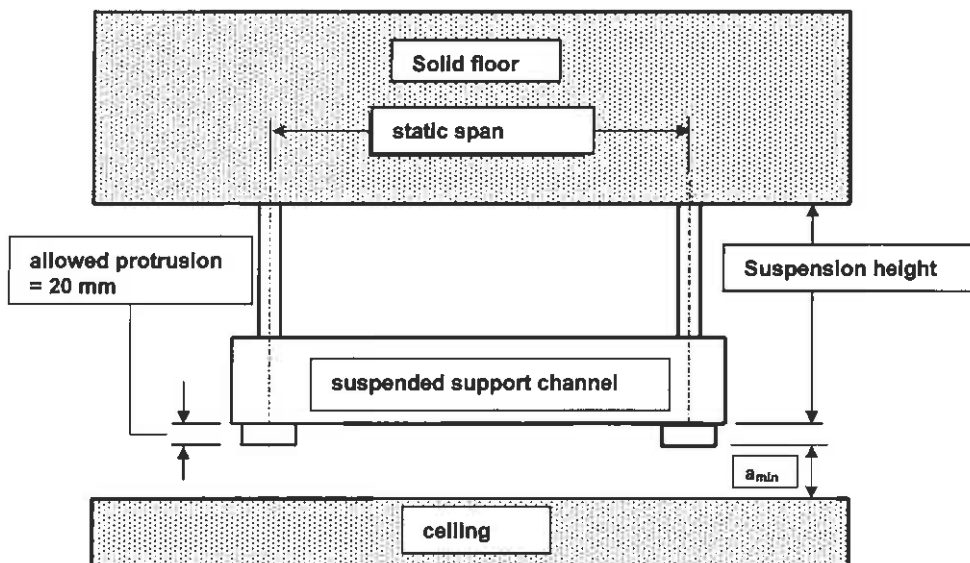 Solid floor
static span
allowed protrusion
= 20 mm
Suspension height
suspended support channel
amin
ceiling